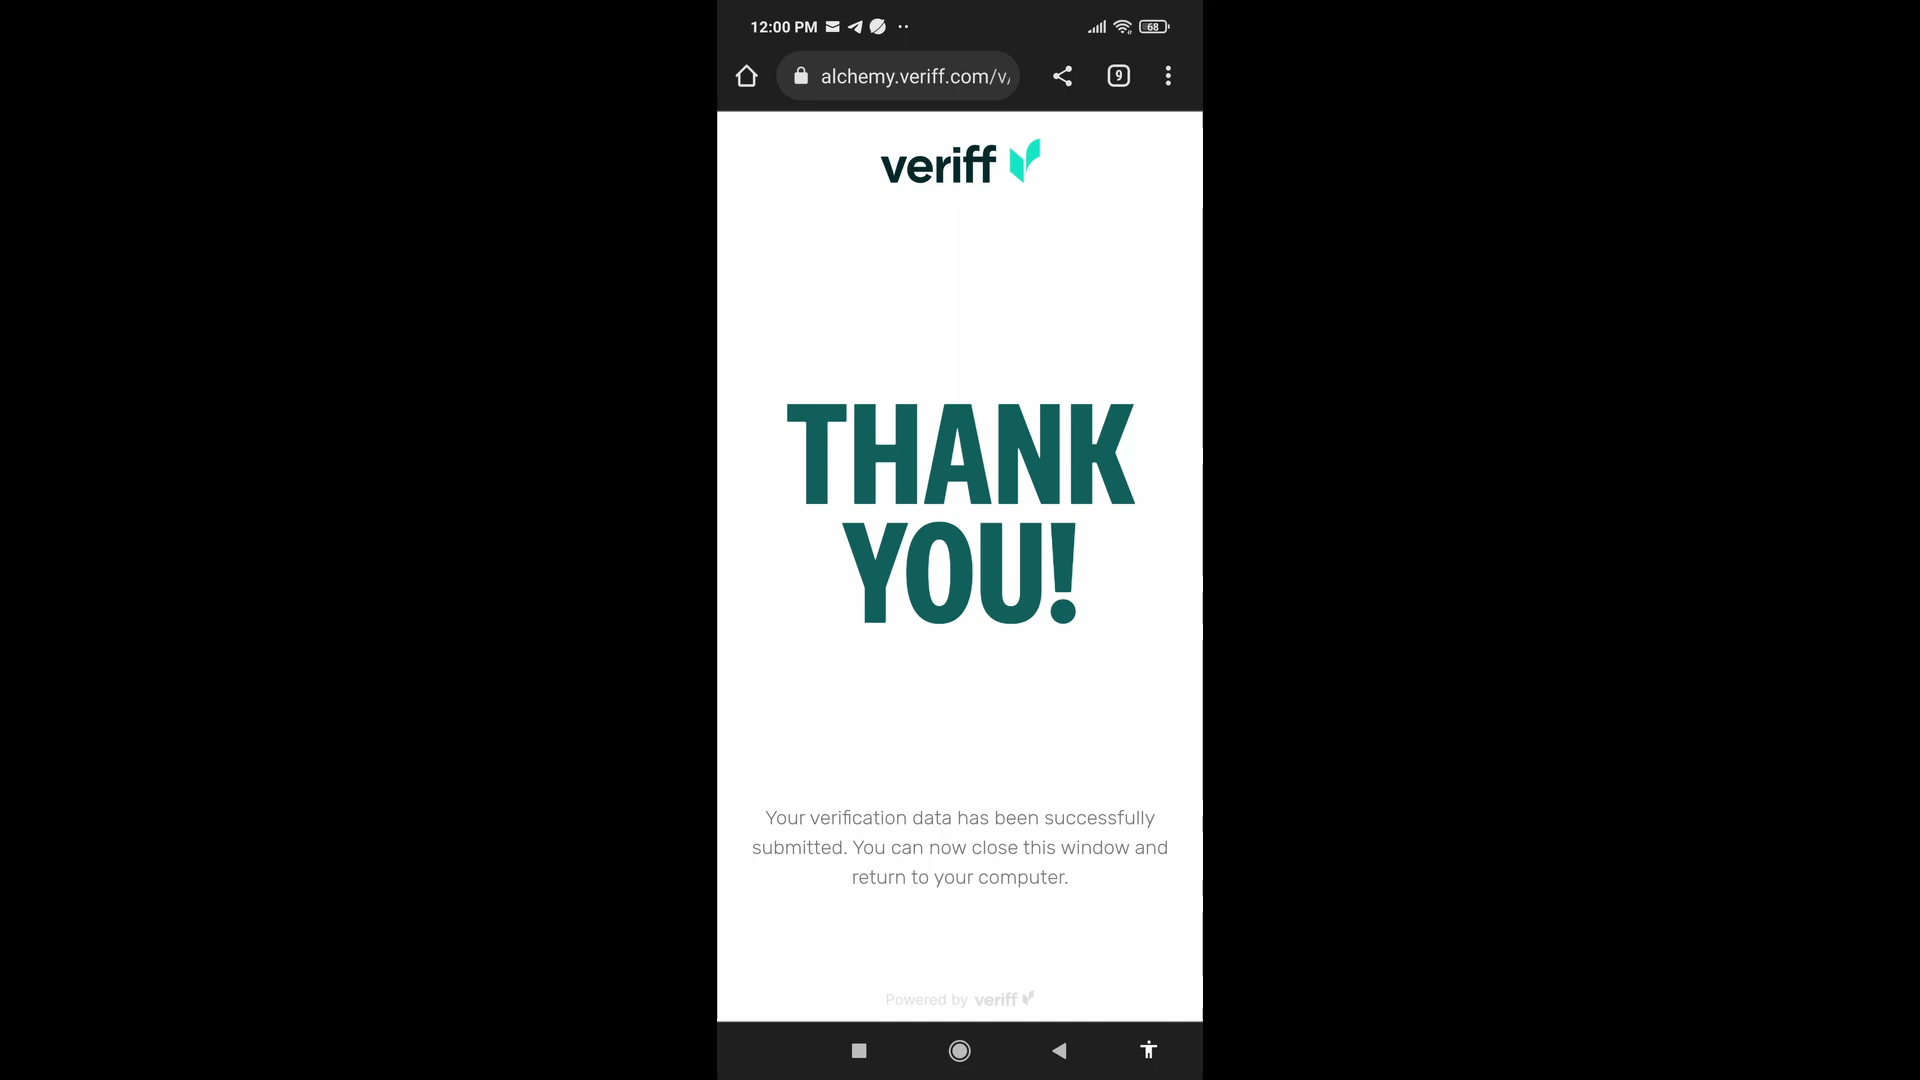 12:00 PM
68
alchemy.veriff.com/v/
9
veriff
THANK
YOU!
Your verification data has been successfully
submitted. You can now close this window and
return to your computer.
Powered by veriff